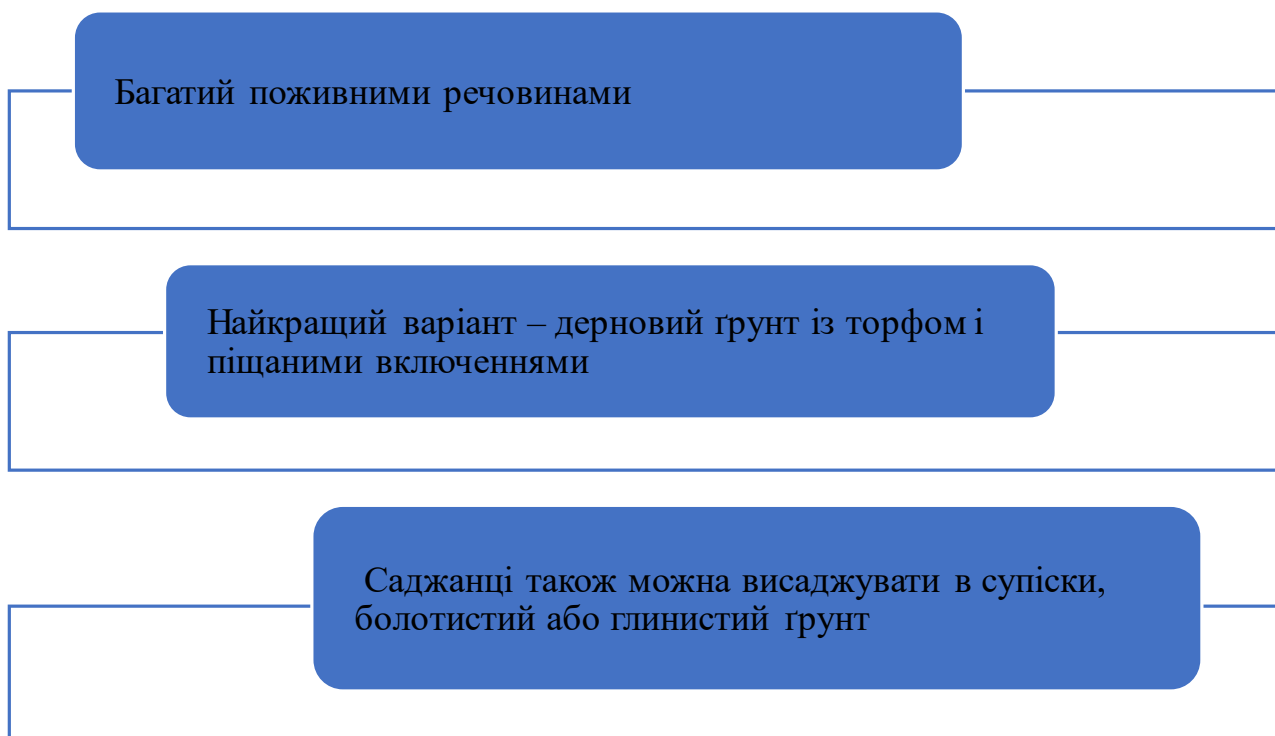 Багатий поживними речовинами
Найкращий варіант – дерновий ґрунт із торфом і
піщаними включеннями
Саджанці також можна висаджувати в супіски,
болотистий або глинистий ґрунт